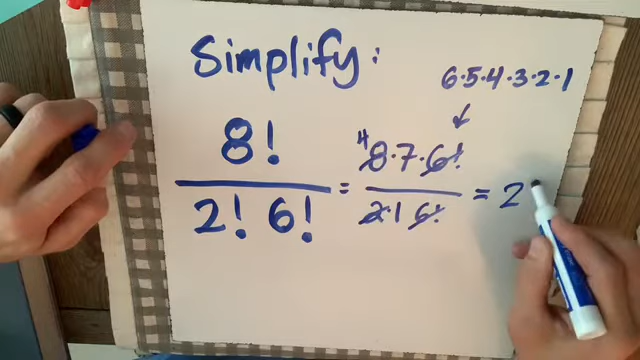 Simplify:
6·5·4·3·2·1
8! / 2! 6! = 4 8·7·6! / 2·1 6! = 2